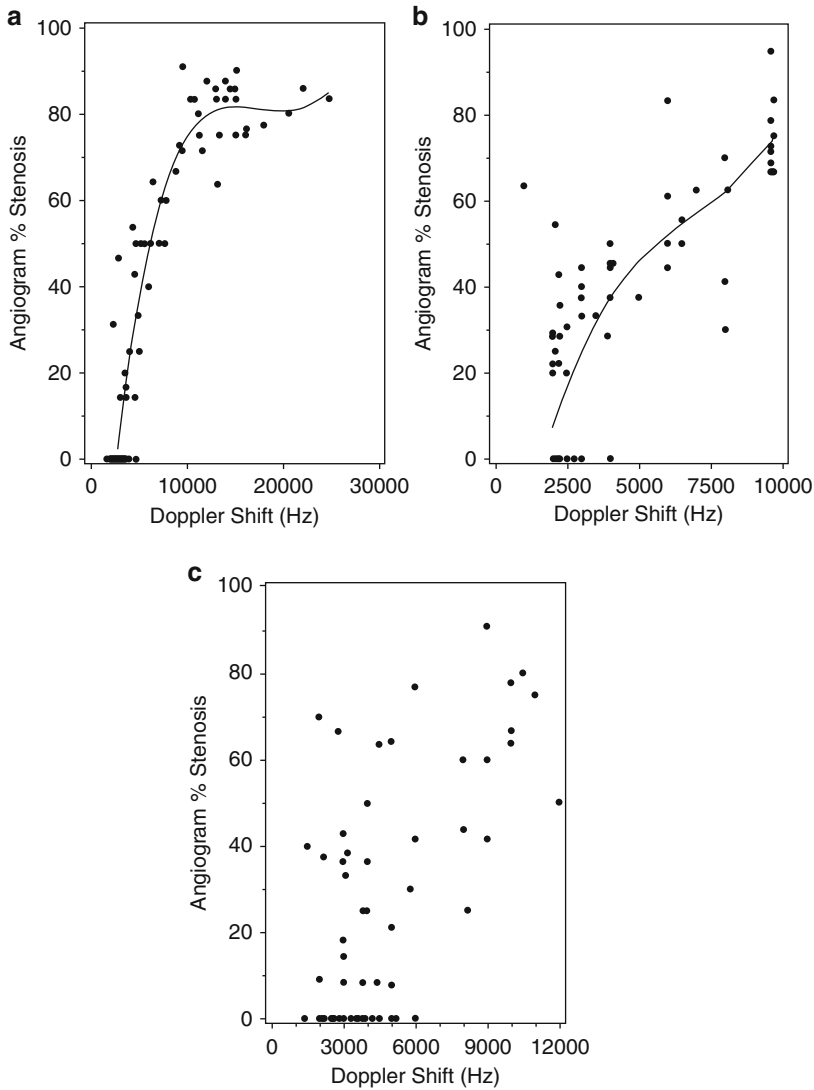 a
100
80
60
40
20
0
Angiogram % Stenosis
0 10000 20000 30000
Doppler Shift (Hz)
b
100
80
60
40
20
0
Angiogram % Stenosis
0 2500 5000 7500 10000
Doppler Shift (Hz)
c
100
80
60
40
20
0
Angiogram % Stenosis
0 3000 6000 9000 12000
Doppler Shift (Hz)